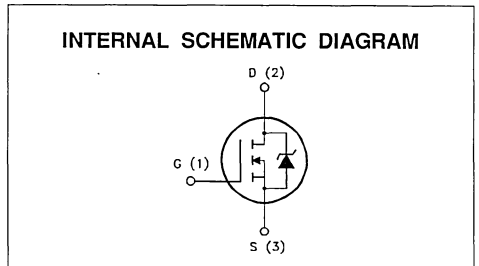 INTERNAL SCHEMATIC DIAGRAM
D (2)
G (1)
S (3)